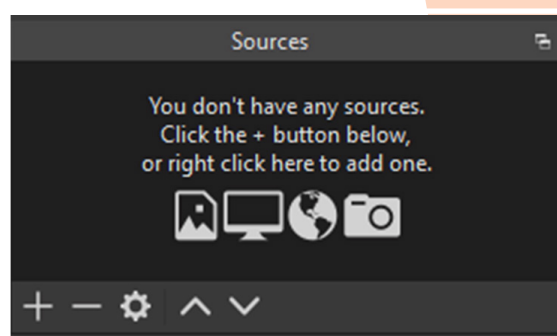 Sources
You don't have any sources.
Click the + button below,
or right click here to add one.